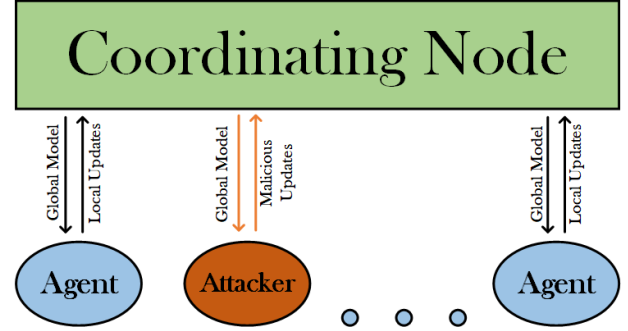 Coordinating Node
Global Model
Local Updates
Global Model
Malicious
Updates
Global Model
Local Updates
Agent
Attacker
Agent